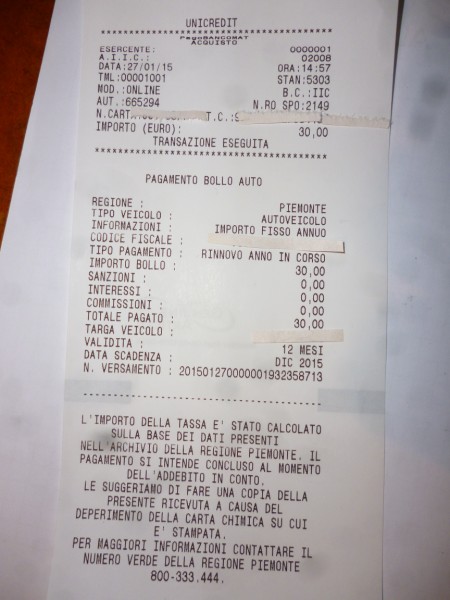 UNICREDIT
************************************
PagoBANCOMAT
ACQUISTO
ESERCENTE: 0000001
A.I.I.C.: 02008
DATA:27/01/15 ORA:14:57
TML:00001001 STAN:5303
MOD.:ONLINE B.C.:IIC
AUT.:665294 N.RO SPO:2149
N.CARTA T.C.:
IMPORTO (EURO): 30,00
TRANSAZIONE ESEGUITA
************************************
PAGAMENTO BOLLO AUTO
REGIONE : PIEMONTE
TIPO VEICOLO : AUTOVEICOLO
INFORMAZIONI : IMPORTO FISSO ANNUO
CODICE FISCALE :
TIPO PAGAMENTO : RINNOVO ANNO IN CORSO
IMPORTO BOLLO : 30,00
SANZIONI : 0,00
INTERESSI : 0,00
COMMISSIONI : 0,00
TOTALE PAGATO : 30,00
TARGA VEICOLO :
VALIDITA : 12 MESI
DATA SCADENZA : DIC 2015
N. VERSAMENTO : 201501270000001932358713
------------------------------------
L'IMPORTO DELLA TASSA E' STATO CALCOLATO
SULLA BASE DEI DATI PRESENTI
NELL'ARCHIVIO DELLA REGIONE PIEMONTE. IL
PAGAMENTO SI INTENDE CONCLUSO AL MOMENTO
DELL'ADDEBITO IN CONTO.
LE SUGGERIAMO DI FARE UNA COPIA DELLA
PRESENTE RICEVUTA A CAUSA DEL
DEPERIMENTO DELLA CARTA CHIMICA SU CUI
E' STAMPATA.
PER MAGGIORI INFORMAZIONI CONTATTARE IL
NUMERO VERDE DELLA REGIONE PIEMONTE
800-333.444.